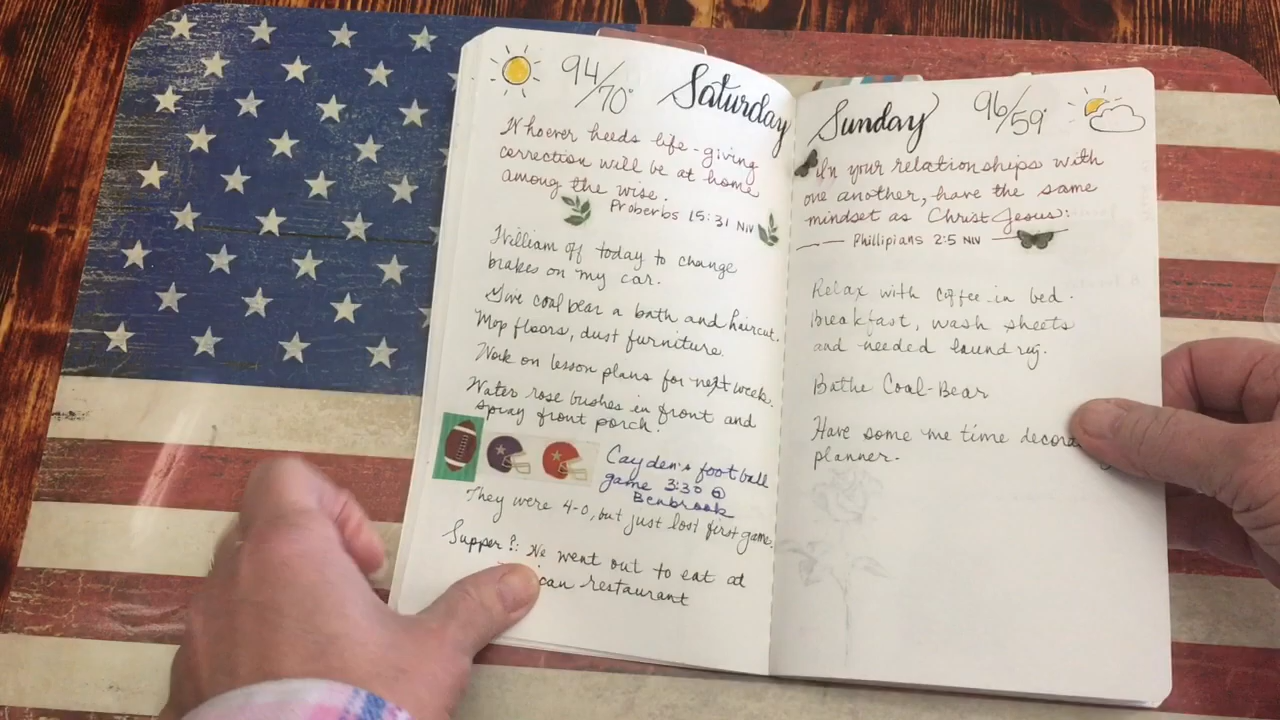 94/70°
Saturday
Whoever heeds life-giving
correction will be at home
among the wise.
Proberbs 15:31 NIV
William off today to change
brakes on my car.
Give coal bear a bath and haircut.
Mop floors, dust furniture.
Work on lesson plans for next week.
Water rose bushes in front and
spray front porch.
Cayden's football
game 3:30 @
Benbrook
They were 4-0, but just lost first game.
Supper?: We went out to eat at
can restaurant
Sunday
96/59°
In your relationships with
one another, have the same
mindset as Christ Jesus:
Phillipians 2:5 NIV
Relax with coffee in bed.
Breakfast, wash sheets
and needed laundry.
Bathe Coal-Bear
Have some me time
planner.